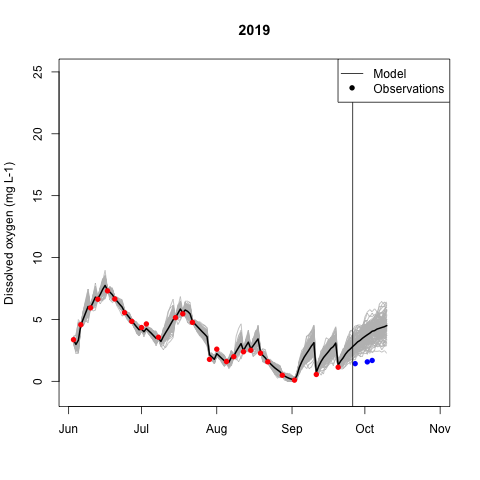 2019
Model
Observations
Dissolved oxygen (mg L-1)
25
20
15
10
5
0
Jun Jul Aug Sep Oct Nov